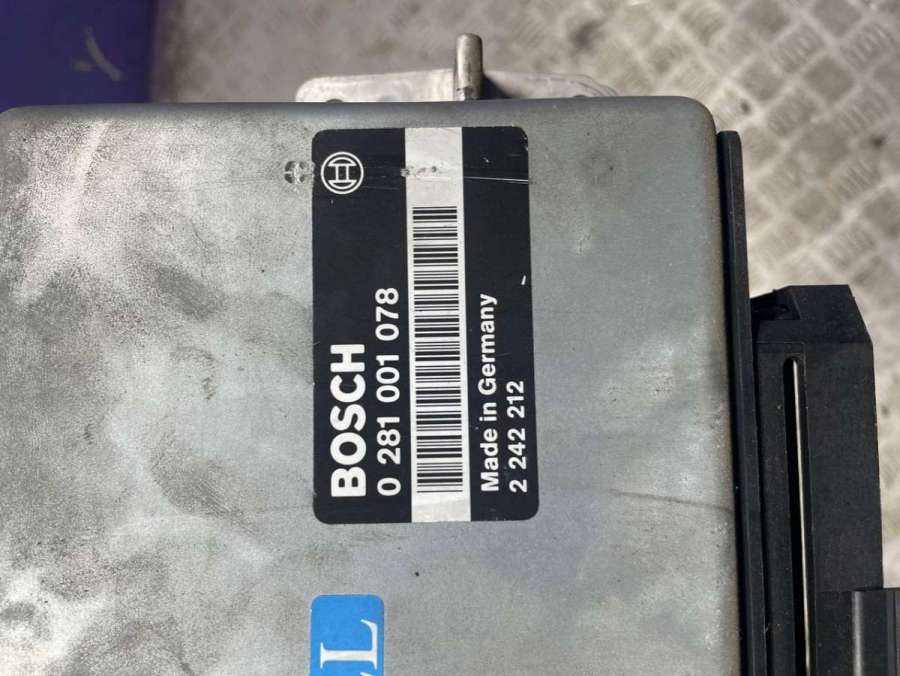 BOSCH
0 281 001 078
Made in Germany
2 242 212
L